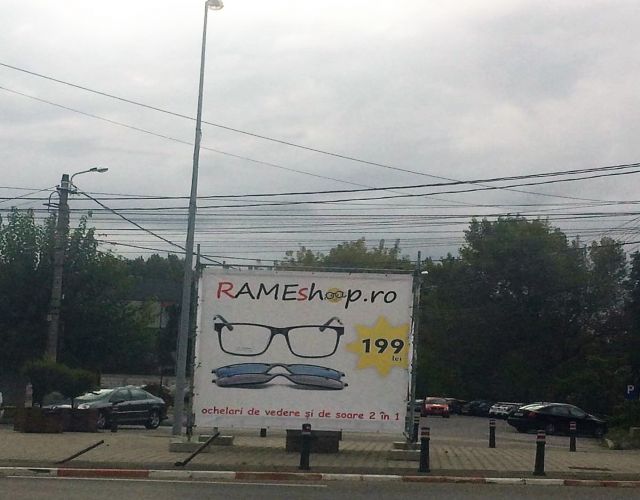 RAMEshop.ro
199
lei
ochelari de vedere și de soare 2 în 1
P